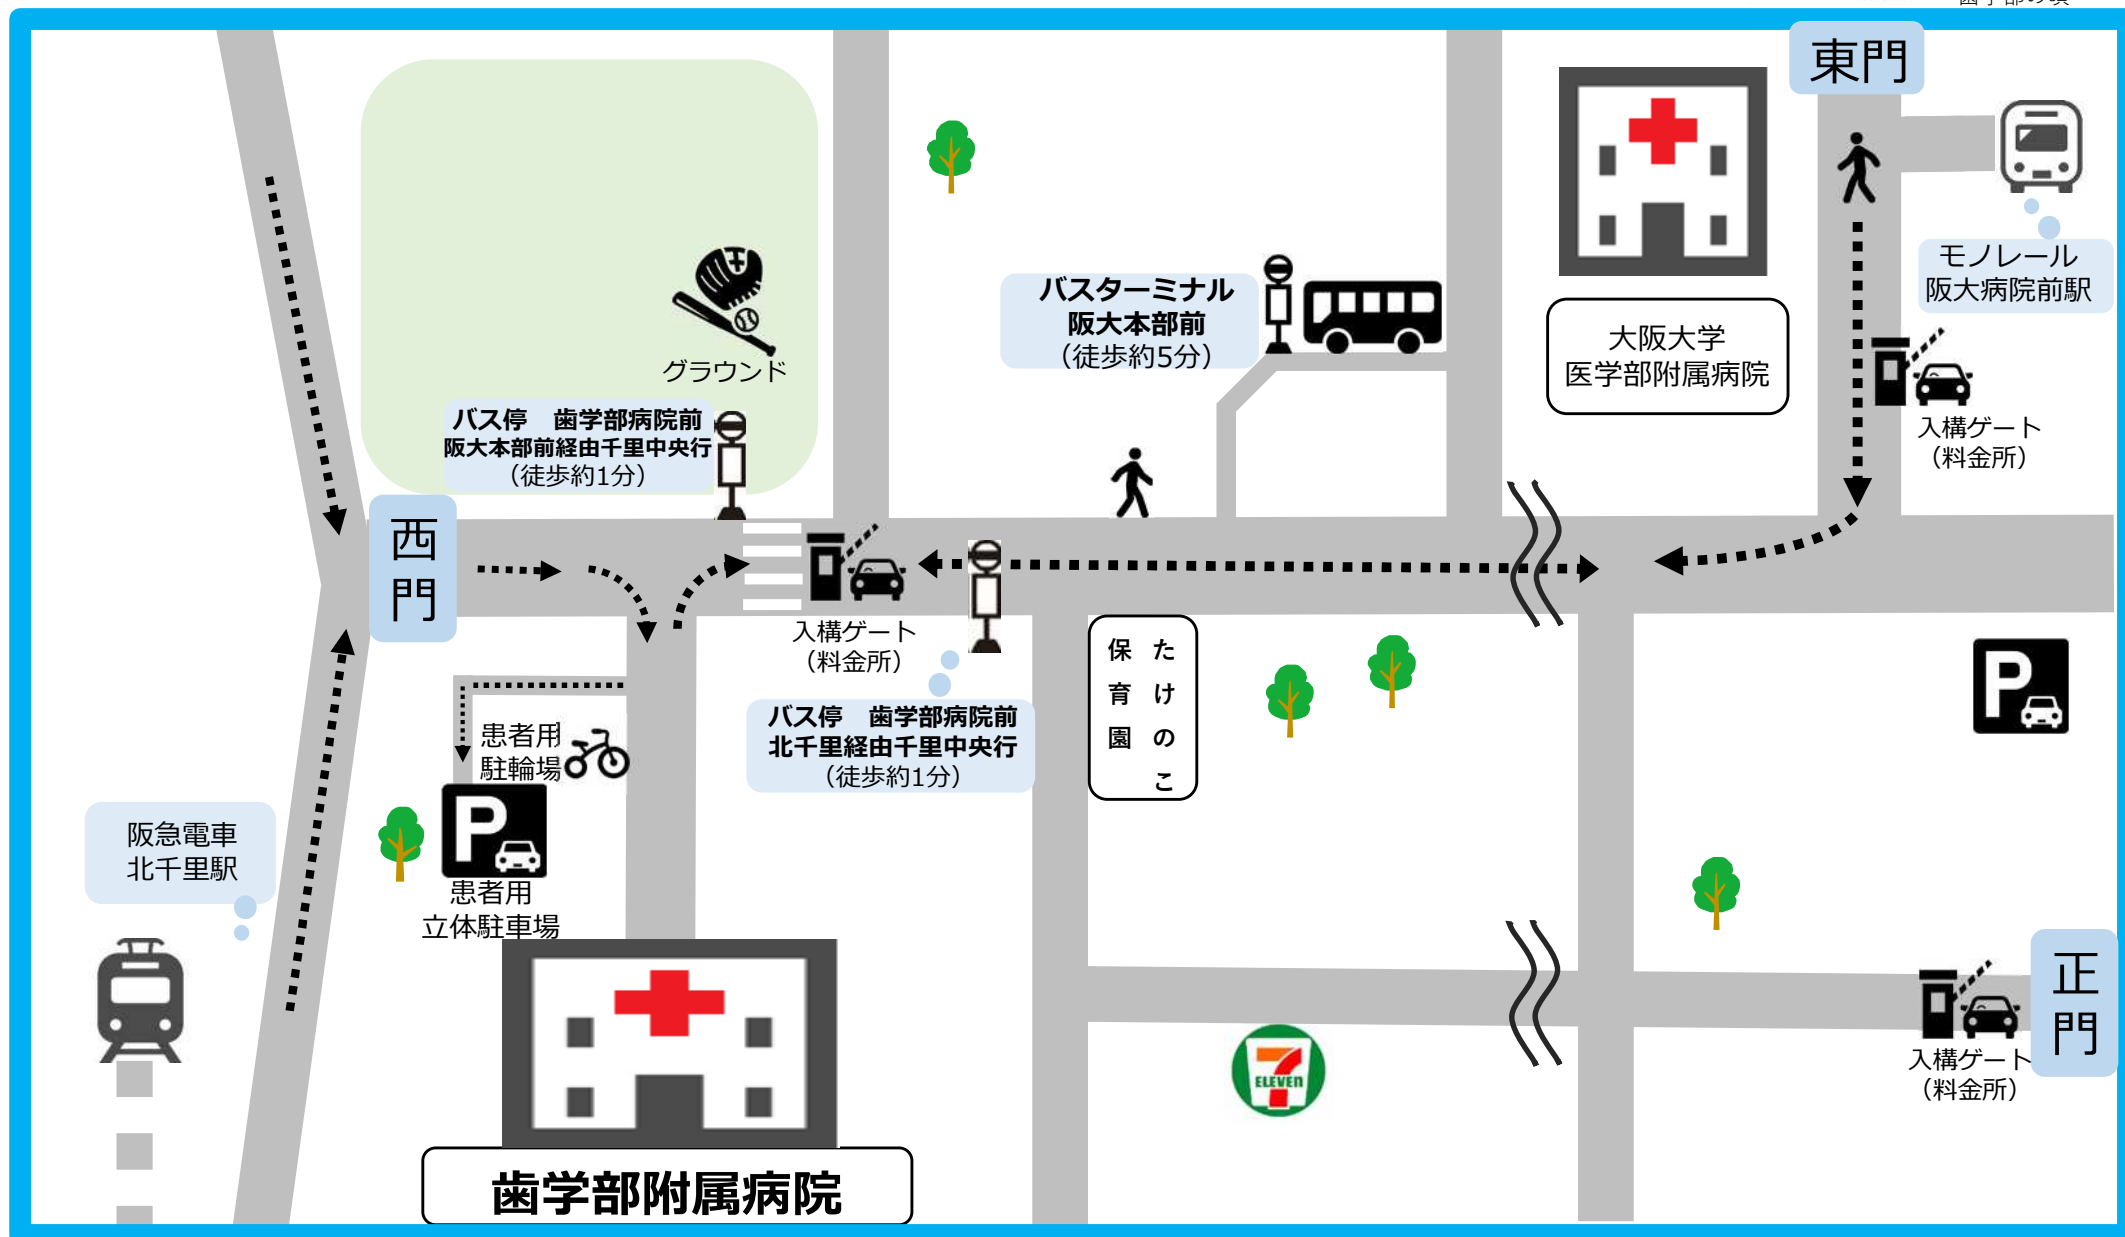 東門
モノレール
阪大病院前駅
大阪大学
医学部附属病院
入構ゲート
（料金所）
バスターミナル
阪大本部前
（徒歩約5分）
グラウンド
バス停　歯学部病院前
阪大本部前経由千里中央行
（徒歩約1分）
西門
入構ゲート
（料金所）
バス停　歯学部病院前
北千里経由千里中央行
（徒歩約1分）
たけのこ
保育園
患者用
駐輪場
P
患者用
立体駐車場
阪急電車
北千里駅
P
正門
入構ゲート
（料金所）
7
ELEVEn
歯学部附属病院